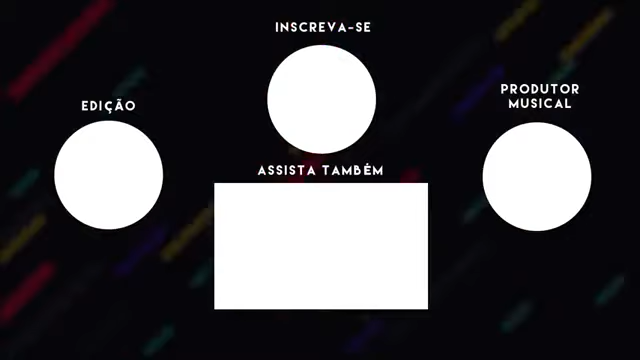 INSCREVA-SE
EDIÇÃO
PRODUTOR
MUSICAL
ASSISTA TAMBÉM